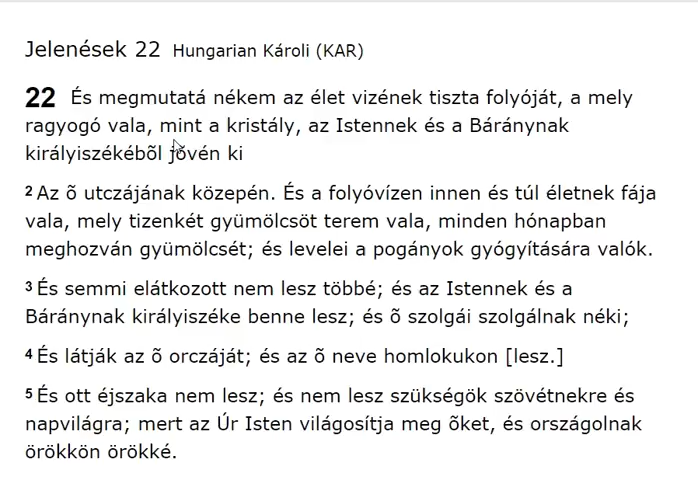 Jelenések 22 Hungarian Károli (KAR)
22 És megmutatá nékem az élet vizének tiszta folyóját, a mely
ragyogó vala, mint a kristály, az Istennek és a Báránynak
királyiszékébõl jövén ki
2 Az õ utczájának közepén. És a folyóvízen innen és túl életnek fája
vala, mely tizenkét gyümölcsöt terem vala, minden hónapban
meghozván gyümölcsét; és levelei a pogányok gyógyítására valók.
3 És semmi elátkozott nem lesz többé; és az Istennek és a
Báránynak királyiszéke benne lesz; és õ szolgái szolgálnak néki;
4 És látják az õ orczáját; és az õ neve homlokukon [lesz.]
5 És ott éjszaka nem lesz; és nem lesz szükségök szövétnekre és
napvilágra; mert az Úr Isten világosítja meg õket, és országolnak
örökkön örökké.